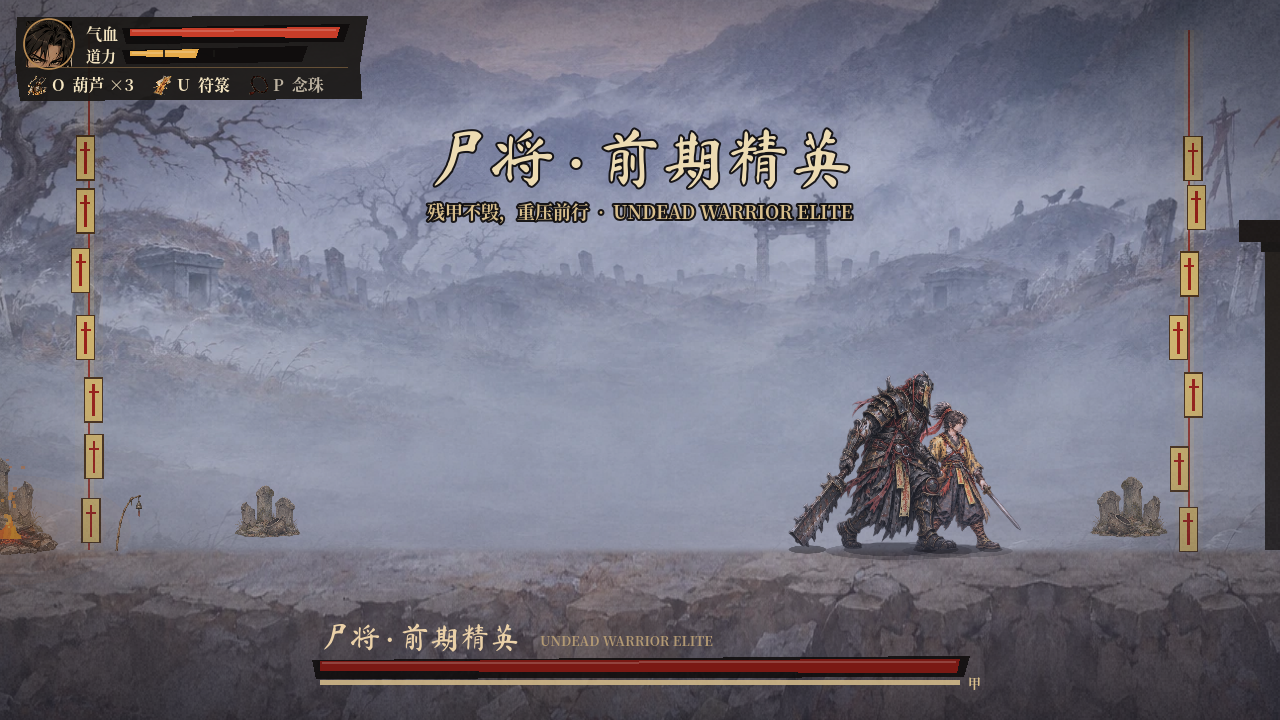 气血
道力
O 葫芦 ×3 U 符箓 P 念珠
尸将·前期精英
残甲不毁，重压前行 · UNDEAD WARRIOR ELITE
尸将·前期精英 UNDEAD WARRIOR ELITE
甲